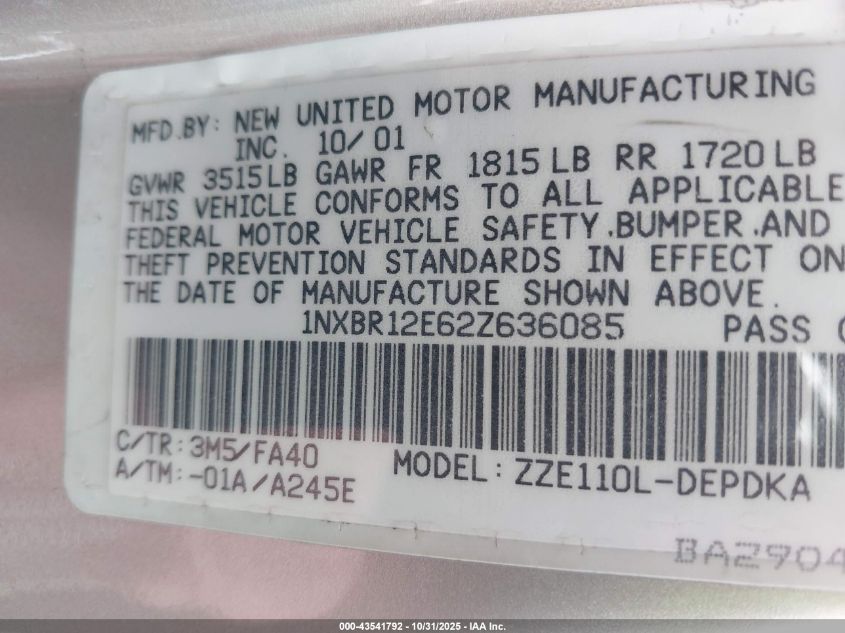 MFD.BY: NEW UNITED MOTOR MANUFACTURING
INC. 10/01
GVWR 3515LB GAWR FR 1815LB RR 1720LB
THIS VEHICLE CONFORMS TO ALL APPLICABLE
FEDERAL MOTOR VEHICLE SAFETY.BUMPER.AND
THEFT PREVENTION STANDARDS IN EFFECT ON
THE DATE OF MANUFACTURE SHOWN ABOVE.
1NXBR12E62Z636085 PASS
C/TR:3M5/FA40
A/TM:-01A/A245E
MODEL:ZZE110L-DEPDKA
BA2904
000-43541792 - 10/31/2025 - IAA Inc.